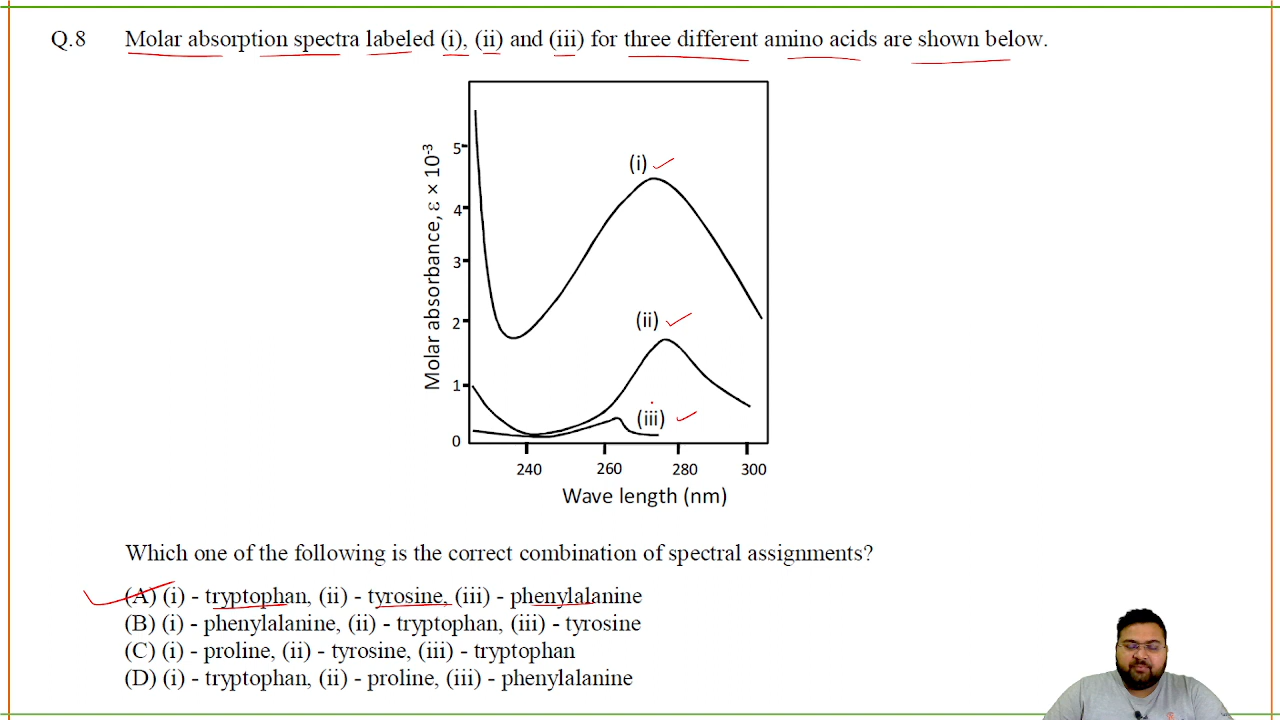 Q.8 Molar absorption spectra labeled (i), (ii) and (iii) for three different amino acids are shown below.
Molar absorbance, ε × 10-3
5
4
3
2
1
0
(i)
(ii)
(iii)
240 260 280 300
Wave length (nm)
Which one of the following is the correct combination of spectral assignments?
(A) (i) - tryptophan, (ii) - tyrosine, (iii) - phenylalanine
(B) (i) - phenylalanine, (ii) - tryptophan, (iii) - tyrosine
(C) (i) - proline, (ii) - tyrosine, (iii) - tryptophan
(D) (i) - tryptophan, (ii) - proline, (iii) - phenylalanine